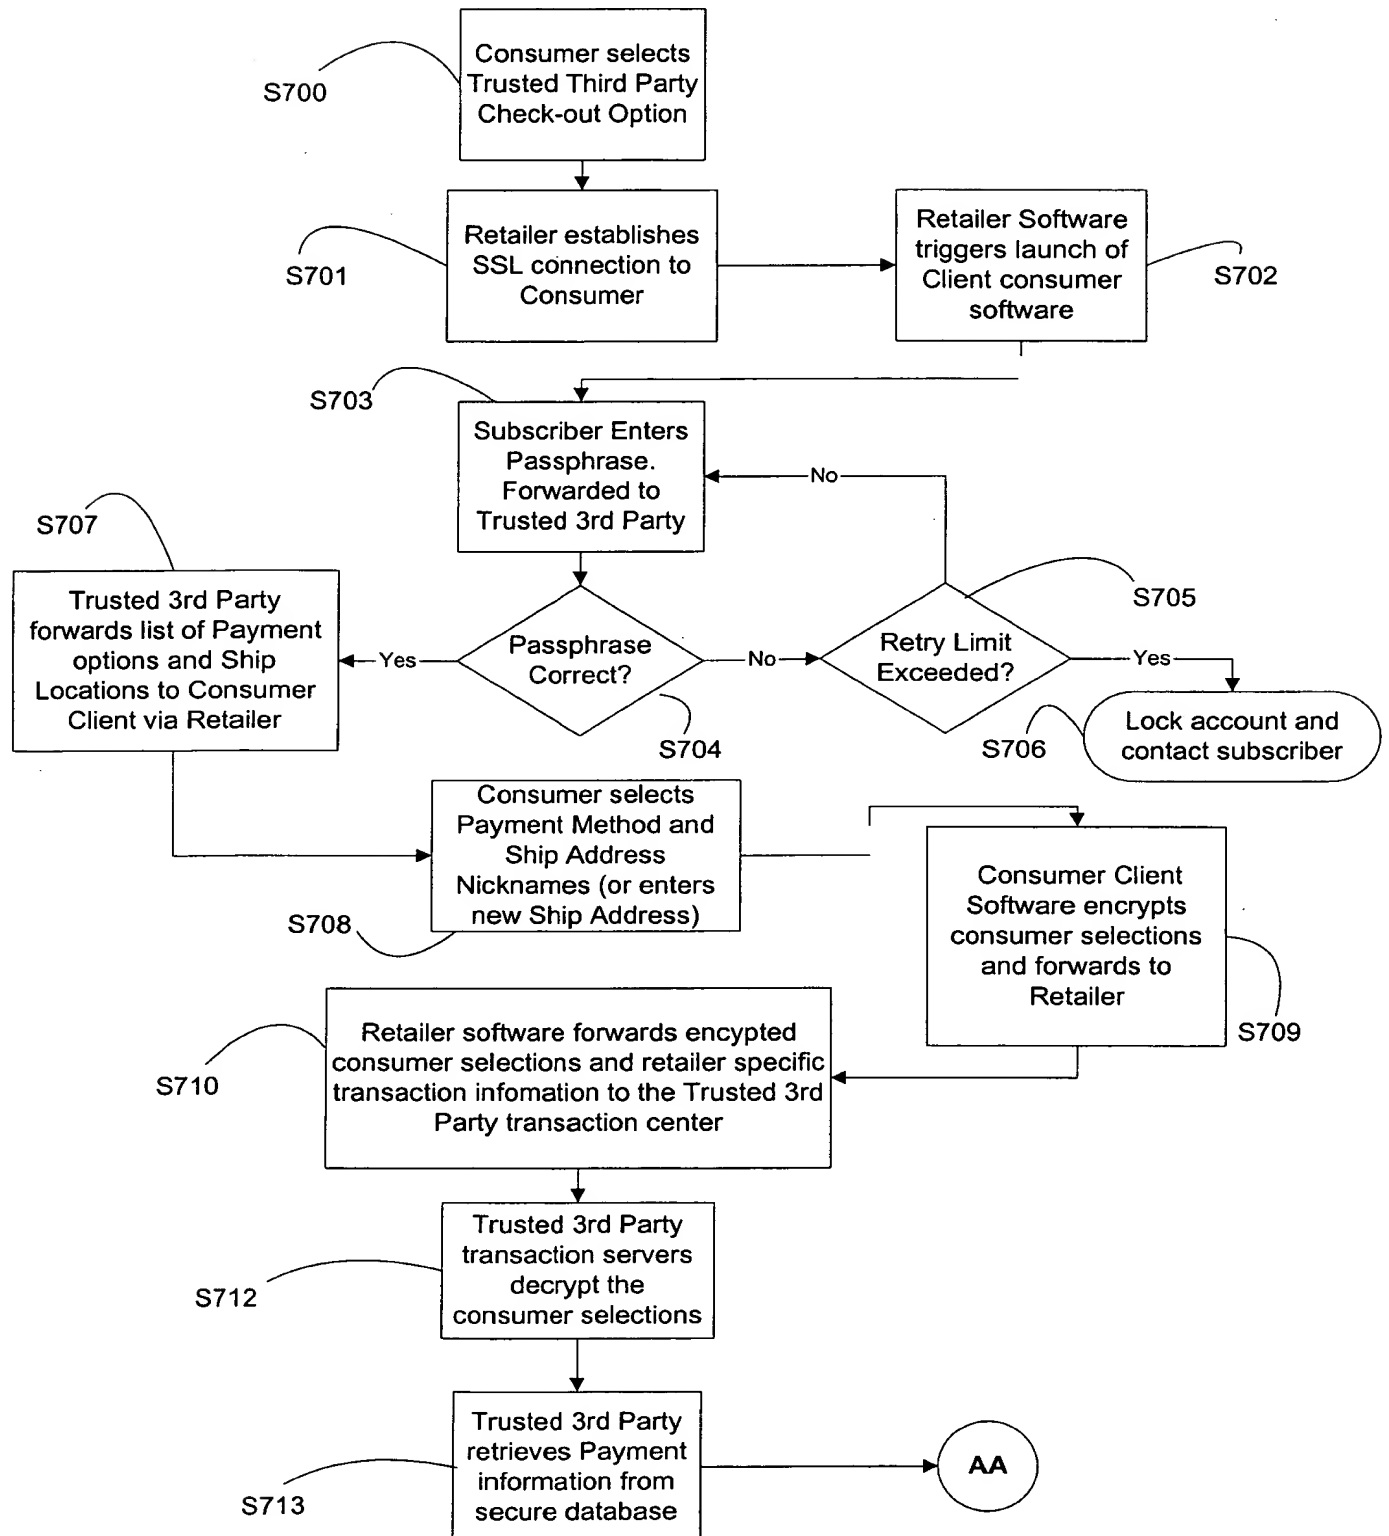 Consumer selects
Trusted Third Party
Check-out Option
S700
Retailer establishes
SSL connection to
Consumer
S701
Retailer Software
triggers launch of
Client consumer
software
S702
S703
Subscriber Enters
Passphrase.
Forwarded to
Trusted 3rd Party
No
S707
Trusted 3rd Party
forwards list of Payment
options and Ship
Locations to Consumer
Client via Retailer
Yes
Passphrase
Correct?
S704
No
Retry Limit
Exceeded?
S705
Yes
S706
Lock account and
contact subscriber
Consumer selects
Payment Method and
Ship Address
Nicknames (or enters
new Ship Address)
S708
Consumer Client
Software encrypts
consumer selections
and forwards to
Retailer
S709
Retailer software forwards encypted
consumer selections and retailer specific
transaction infomation to the Trusted 3rd
Party transaction center
S710
Trusted 3rd Party
transaction servers
decrypt the
consumer selections
S712
Trusted 3rd Party
retrieves Payment
information from
secure database
S713
AA